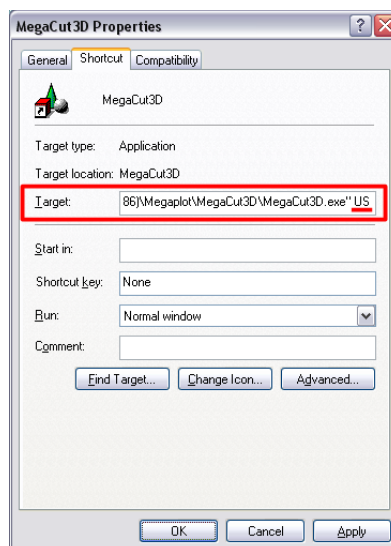 MegaCut3D Properties
General Shortcut Compatibility
MegaCut3D
Target type: Application
Target location: MegaCut3D
Target: 86)\Megaplot\MegaCut3D\MegaCut3D.exe" US
Start in:
Shortcut key: None
Run: Normal window
Comment:
Find Target... Change Icon... Advanced...
OK Cancel Apply